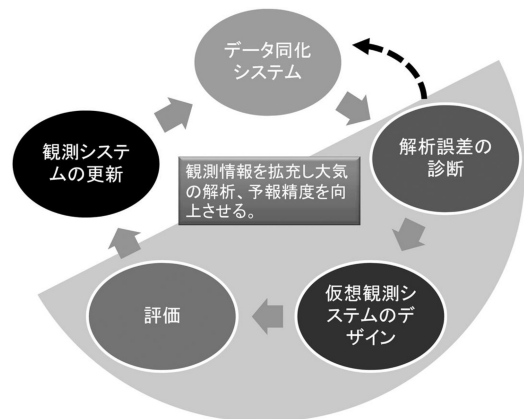 データ同化
システム
解析誤差の
診断
仮想観測シ
ステムのデ
ザイン
評価
観測システ
ムの更新
観測情報を拡充し大気
の解析、予報精度を向
上させる。